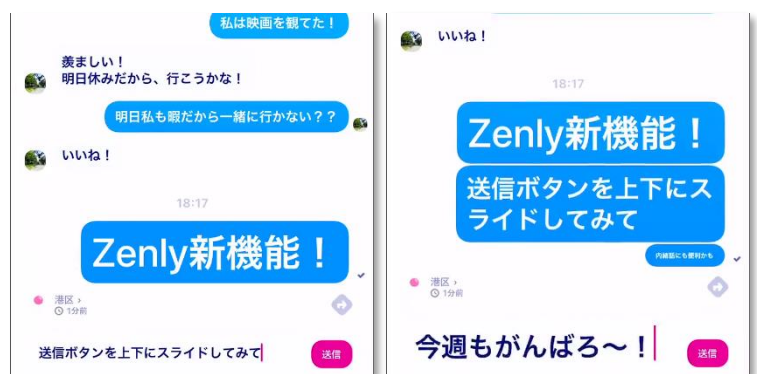 私は映画を観てた！
羨ましい！
明日休みだから、行こうかな！
明日私も暇だから一緒に行かない？？
いいね！
18:17
Zenly新機能！
港区 ›
1分前
送信ボタンを上下にスライドしてみて
送信
いいね！
18:17
Zenly新機能！
送信ボタンを上下にス
ライドしてみて
内緒話にも便利かも
港区 ›
1分前
今週もがんばろ〜！
送信